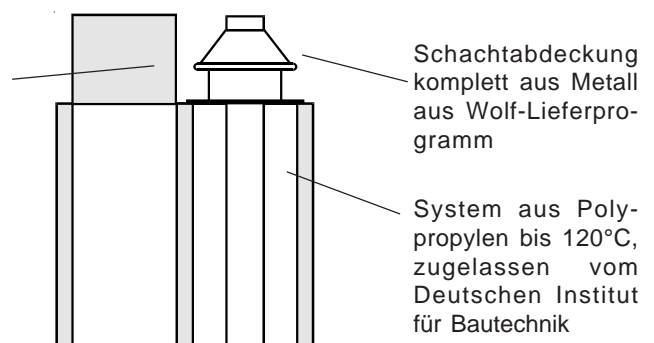 Schachtabdeckung
komplett aus Metall
aus Wolf-Lieferpro-
gramm
System aus Poly-
propylen bis 120°C,
zugelassen vom
Deutschen Institut
für Bautechnik